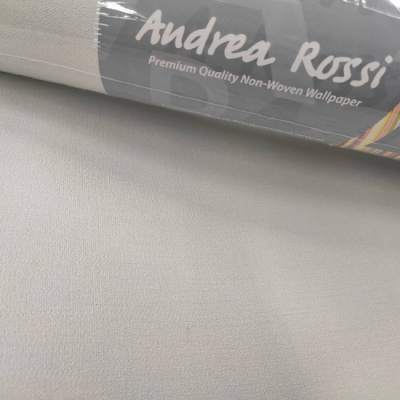 Andrea Rossi
Premium Quality Non-Woven Wallpaper